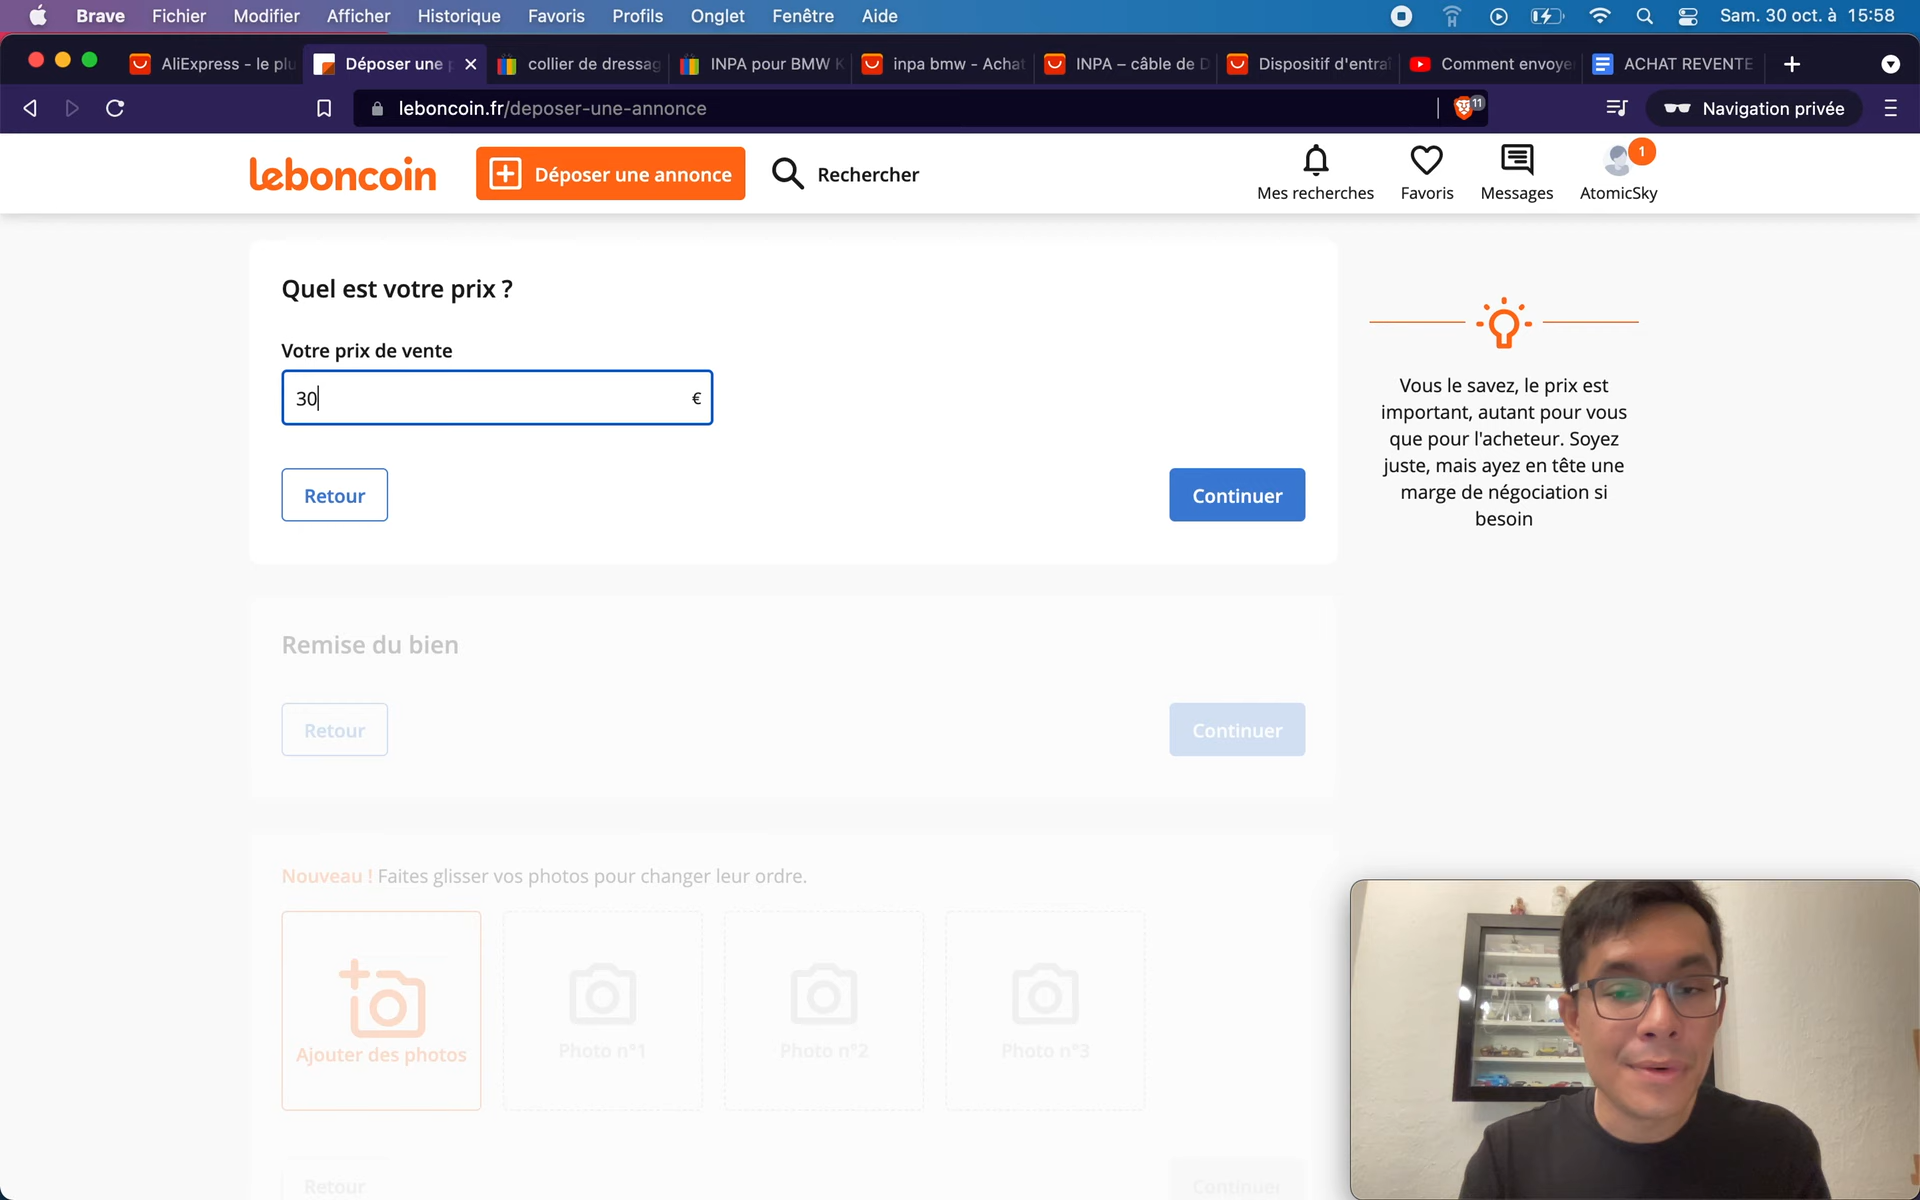 Brave Fichier Modifier Afficher Historique Favoris Profils Onglet Fenêtre Aide Sam. 30 oct. à 15:58
AliExpress - le plu Déposer une collier de dressag INPA pour BMW K inpa bmw - Achat INPA – câble de D Dispositif d'entraî Comment envoye ACHAT REVENTE
leboncoin.fr/deposer-une-annonce 11 Navigation privée
leboncoin Déposer une annonce Rechercher Mes recherches Favoris Messages 1 AtomicSky
Quel est votre prix ?
Votre prix de vente
30 €
Retour Continuer
Vous le savez, le prix est
important, autant pour vous
que pour l'acheteur. Soyez
juste, mais ayez en tête une
marge de négociation si
besoin
Remise du bien
Retour Continuer
Nouveau ! Faites glisser vos photos pour changer leur ordre.
Ajouter des photos Photo n°1 Photo n°2 Photo n°3
Retour Continuer